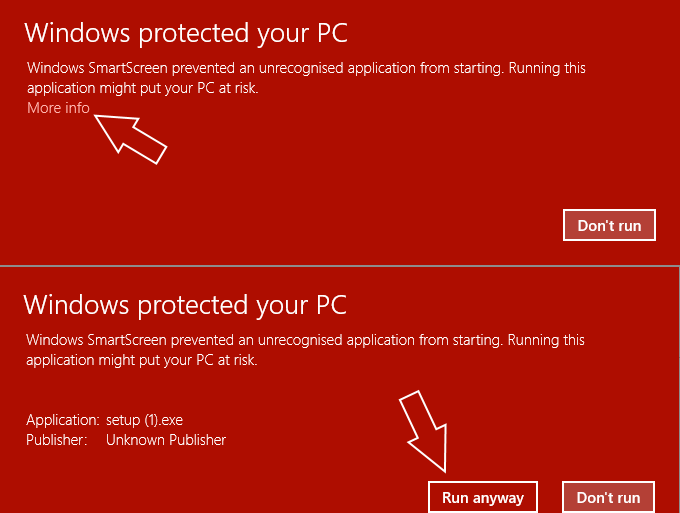 Windows protected your PC
Windows SmartScreen prevented an unrecognised application from starting. Running this
application might put your PC at risk.
More info
Don't run
Windows protected your PC
Windows SmartScreen prevented an unrecognised application from starting. Running this
application might put your PC at risk.
Application: setup (1).exe
Publisher: Unknown Publisher
Run anyway Don't run